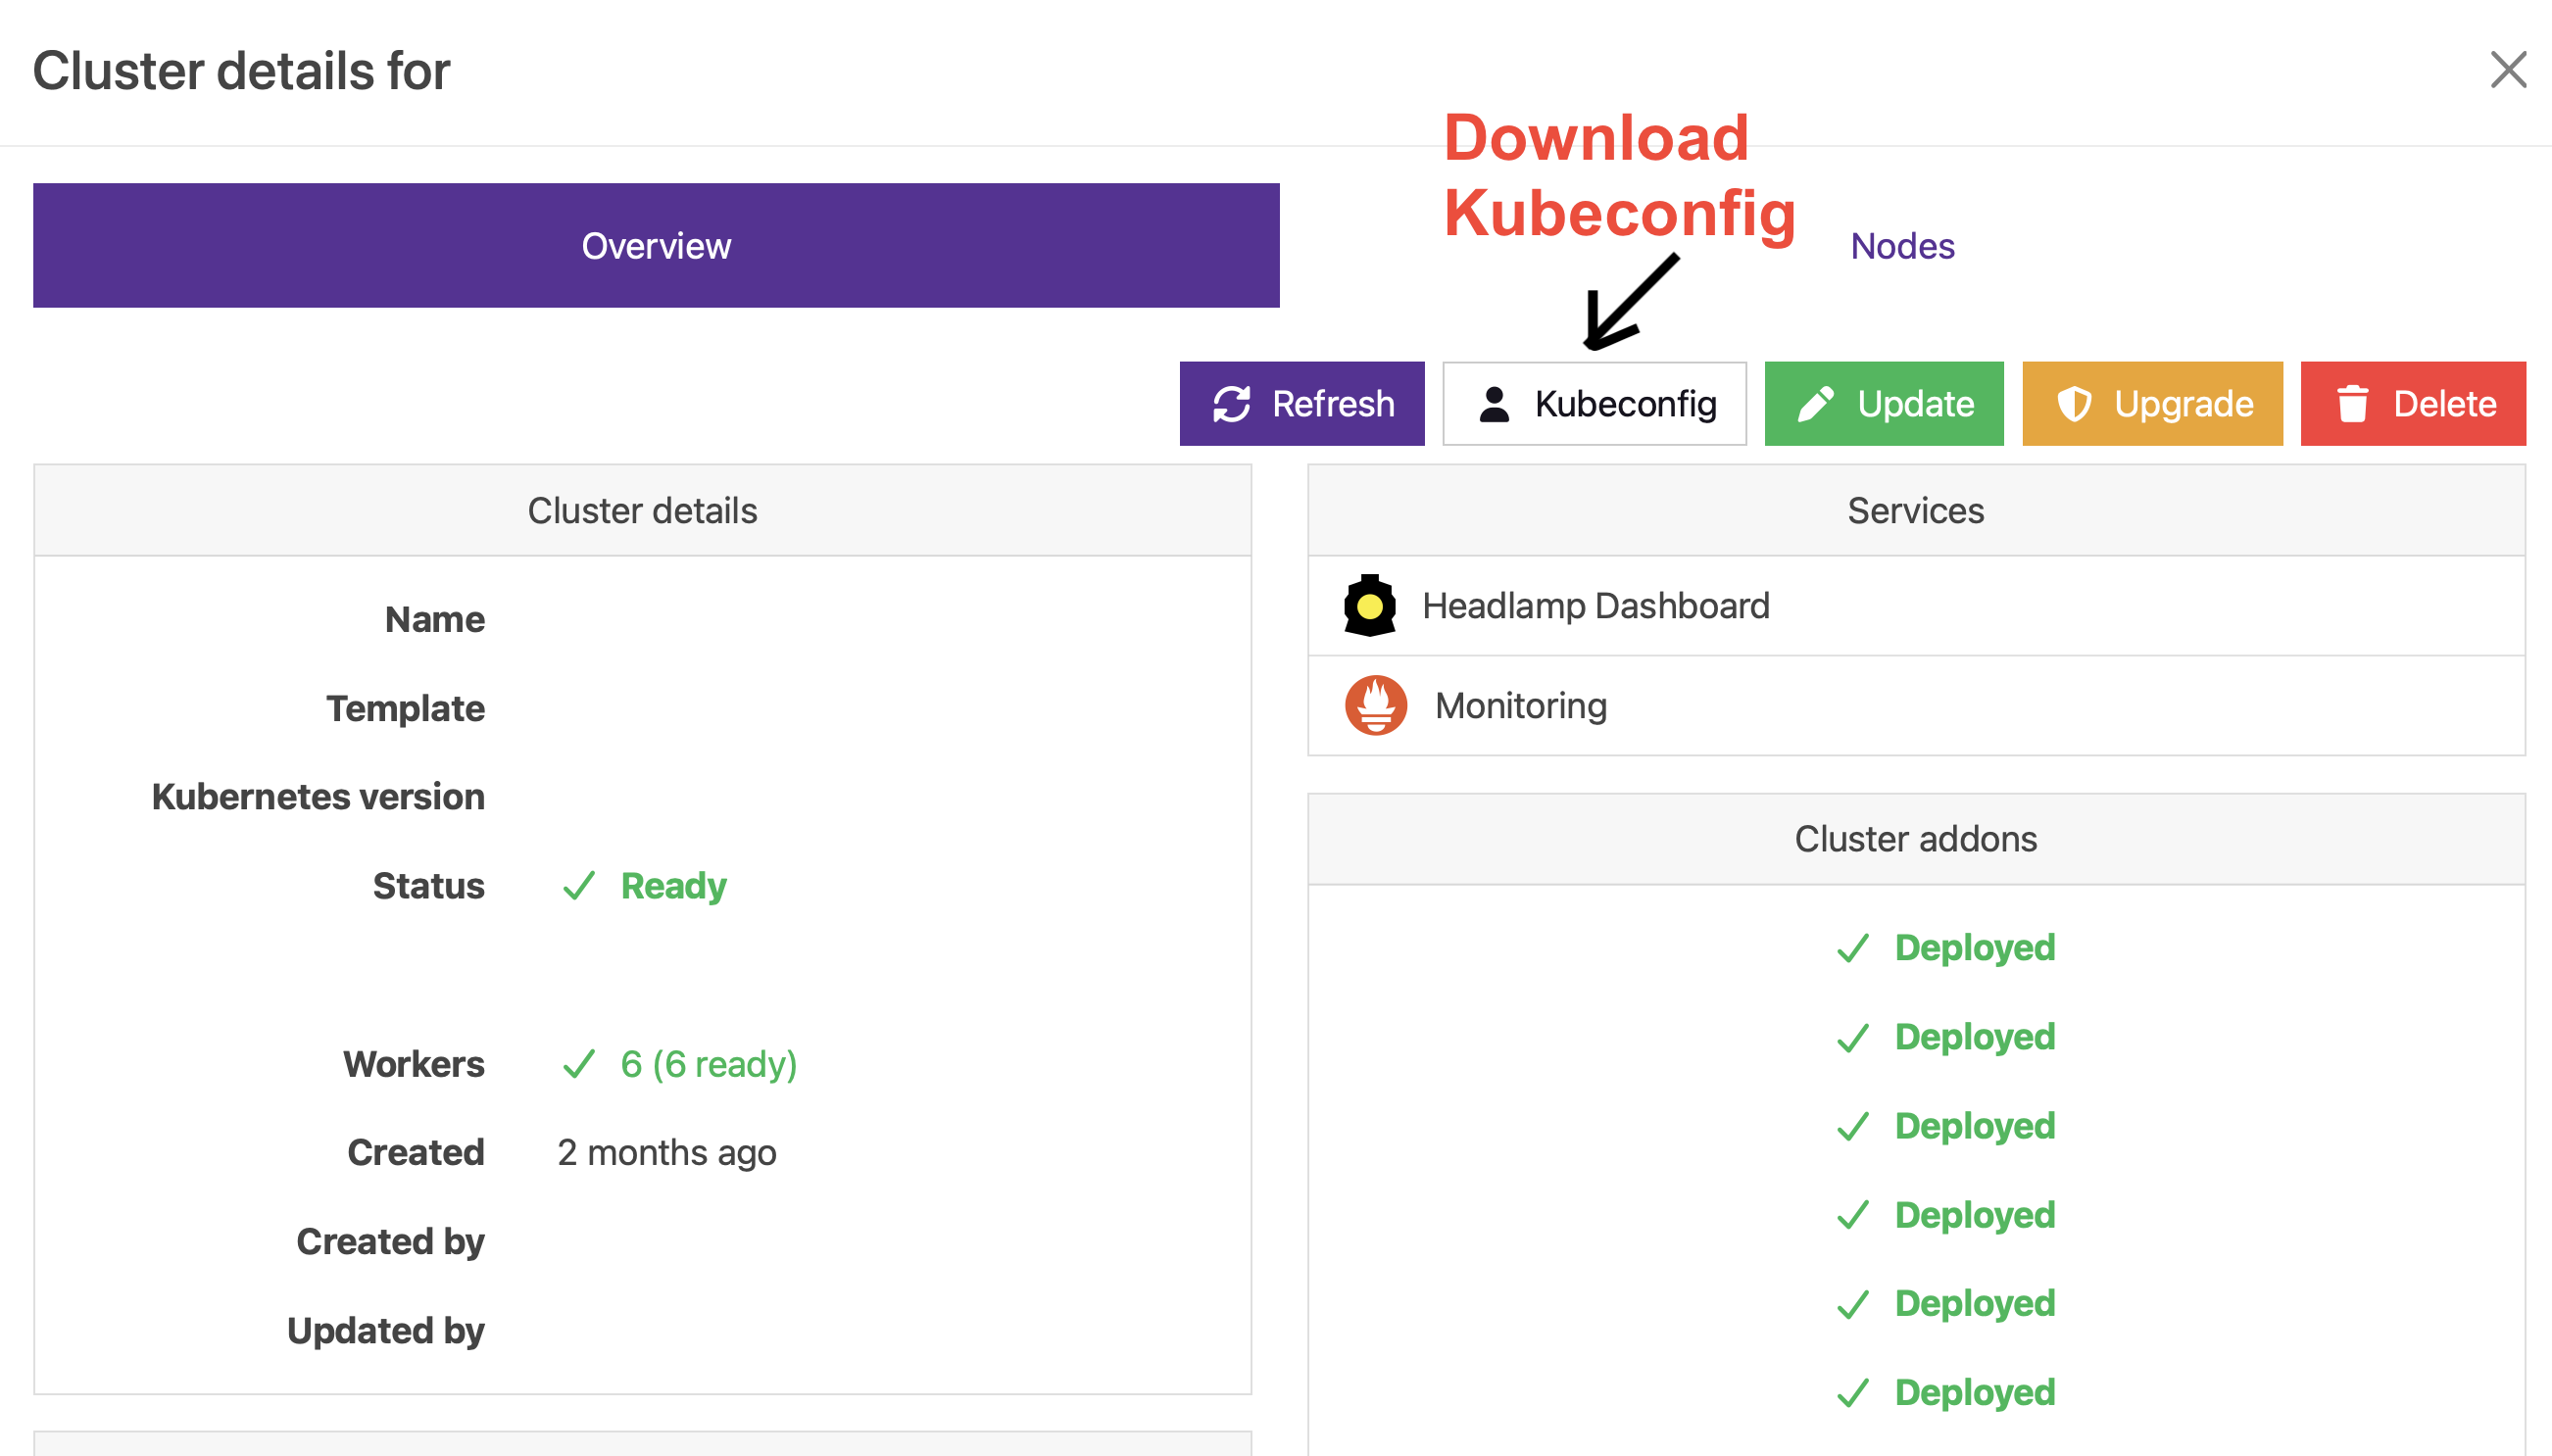 Cluster details for
Download
Kubeconfig
Overview
Nodes
Refresh
Kubeconfig
Update
Upgrade
Delete
Cluster details
Name
Template
Kubernetes version
Status Ready
Workers 6 (6 ready)
Created 2 months ago
Created by
Updated by
Services
Headlamp Dashboard
Monitoring
Cluster addons
Deployed
Deployed
Deployed
Deployed
Deployed
Deployed